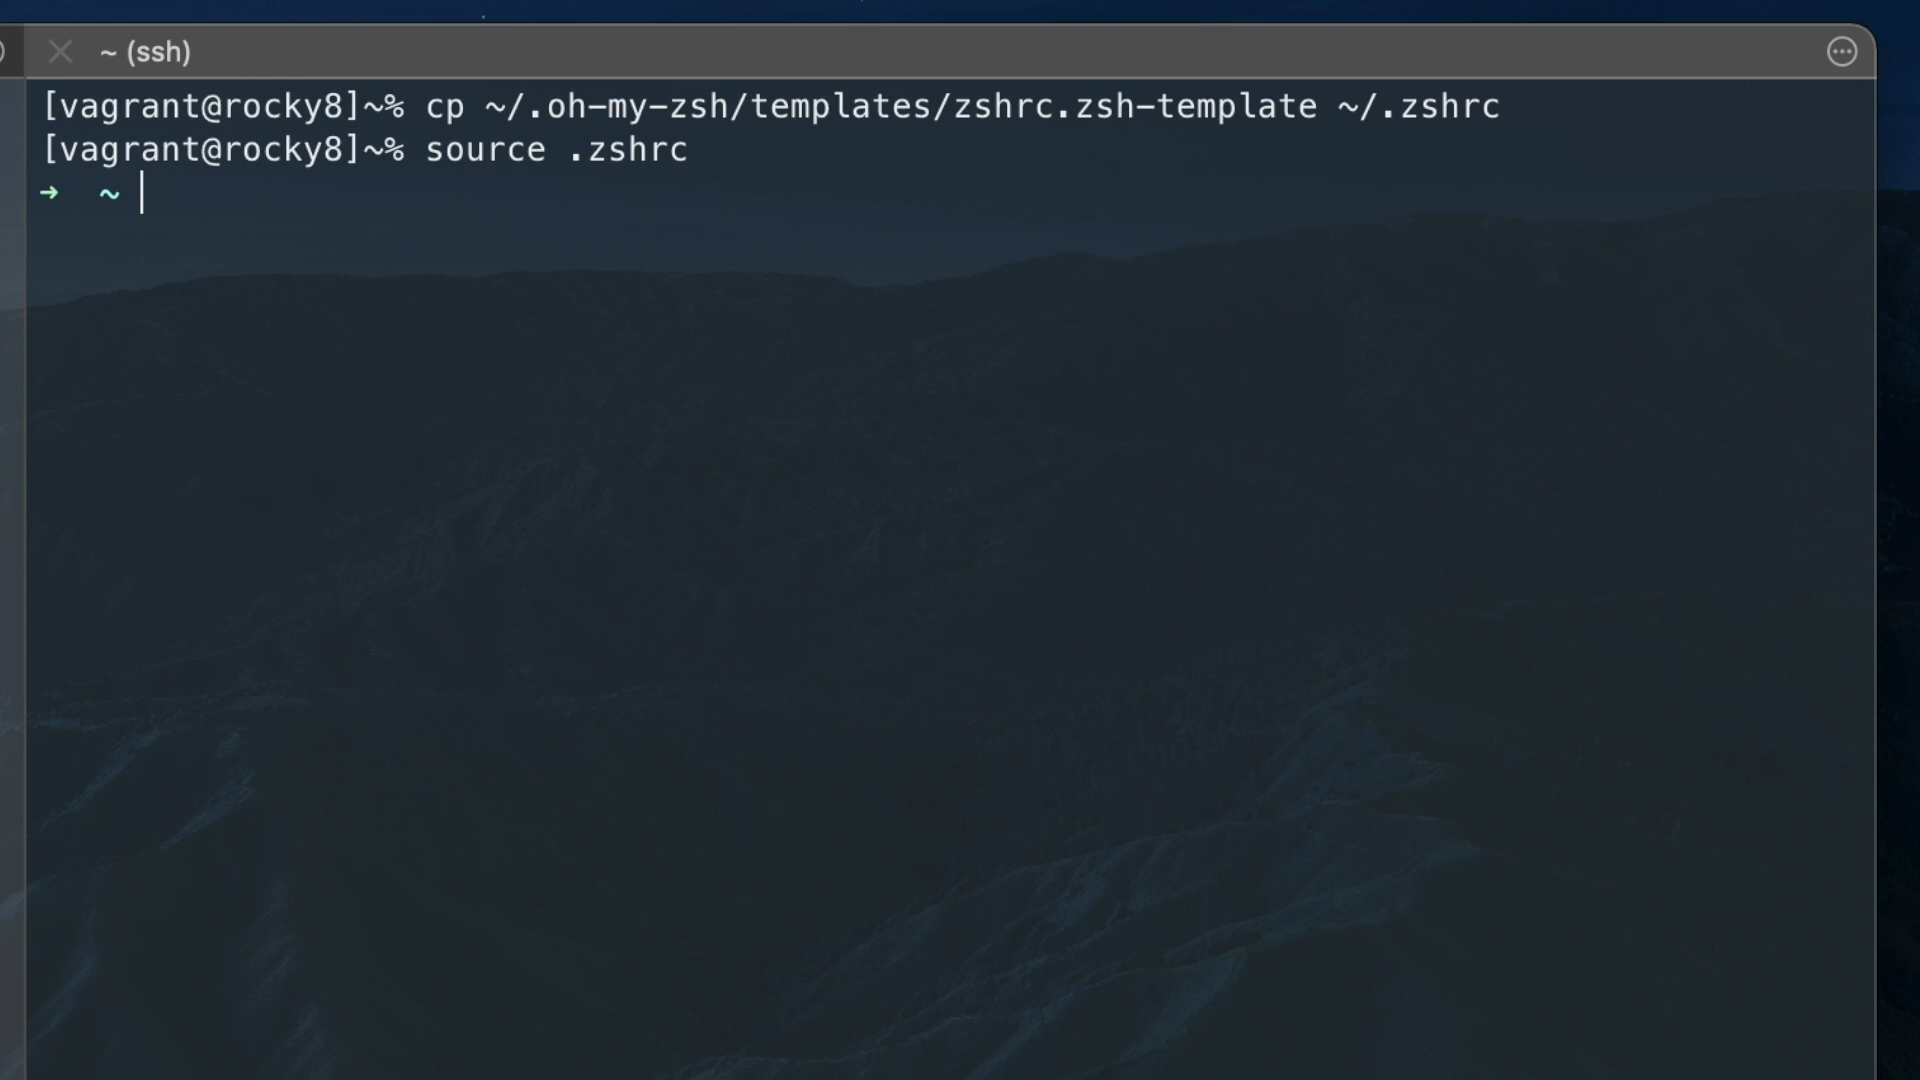 ~ (ssh)
[vagrant@rocky8]~% cp ~/.oh-my-zsh/templates/zshrc.zsh-template ~/.zshrc
[vagrant@rocky8]~% source .zshrc
➜ ~